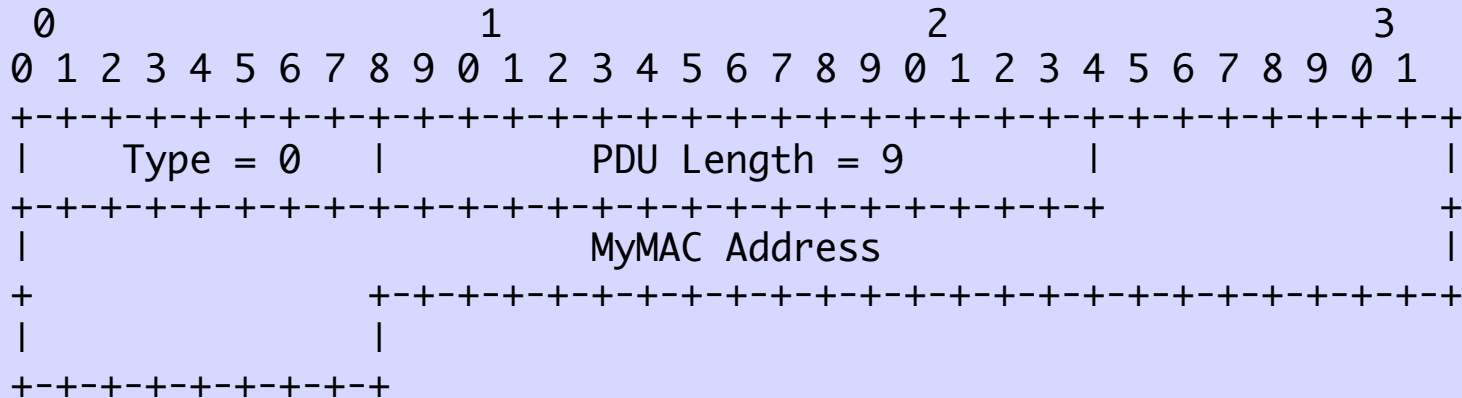 0                   1                   2                   3
0 1 2 3 4 5 6 7 8 9 0 1 2 3 4 5 6 7 8 9 0 1 2 3 4 5 6 7 8 9 0 1
+-+-+-+-+-+-+-+-+-+-+-+-+-+-+-+-+-+-+-+-+-+-+-+-+-+-+-+-+-+-+-+-+
|    Type = 0   |         PDU Length = 9        |               |
+-+-+-+-+-+-+-+-+-+-+-+-+-+-+-+-+-+-+-+-+-+-+-+-+               +
|                         MyMAC Address                         |
+               +-+-+-+-+-+-+-+-+-+-+-+-+-+-+-+-+-+-+-+-+-+-+-+-+
|               |
+-+-+-+-+-+-+-+-+